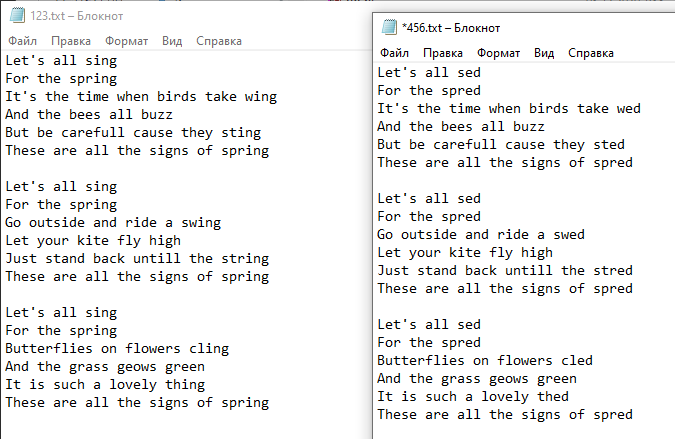 123.txt – Блокнот
Файл Правка Формат Вид Справка
Let's all sing
For the spring
It's the time when birds take wing
And the bees all buzz
But be carefull cause they sting
These are all the signs of spring
Let's all sing
For the spring
Go outside and ride a swing
Let your kite fly high
Just stand back untill the string
These are all the signs of spring
Let's all sing
For the spring
Butterflies on flowers cling
And the grass geows green
It is such a lovely thing
These are all the signs of spring
*456.txt – Блокнот
Файл Правка Формат Вид Справка
Let's all sed
For the spred
It's the time when birds take wed
And the bees all buzz
But be carefull cause they sted
These are all the signs of spred
Let's all sed
For the spred
Go outside and ride a swed
Let your kite fly high
Just stand back untill the stred
These are all the signs of spred
Let's all sed
For the spred
Butterflies on flowers cled
And the grass geows green
It is such a lovely thed
These are all the signs of spred